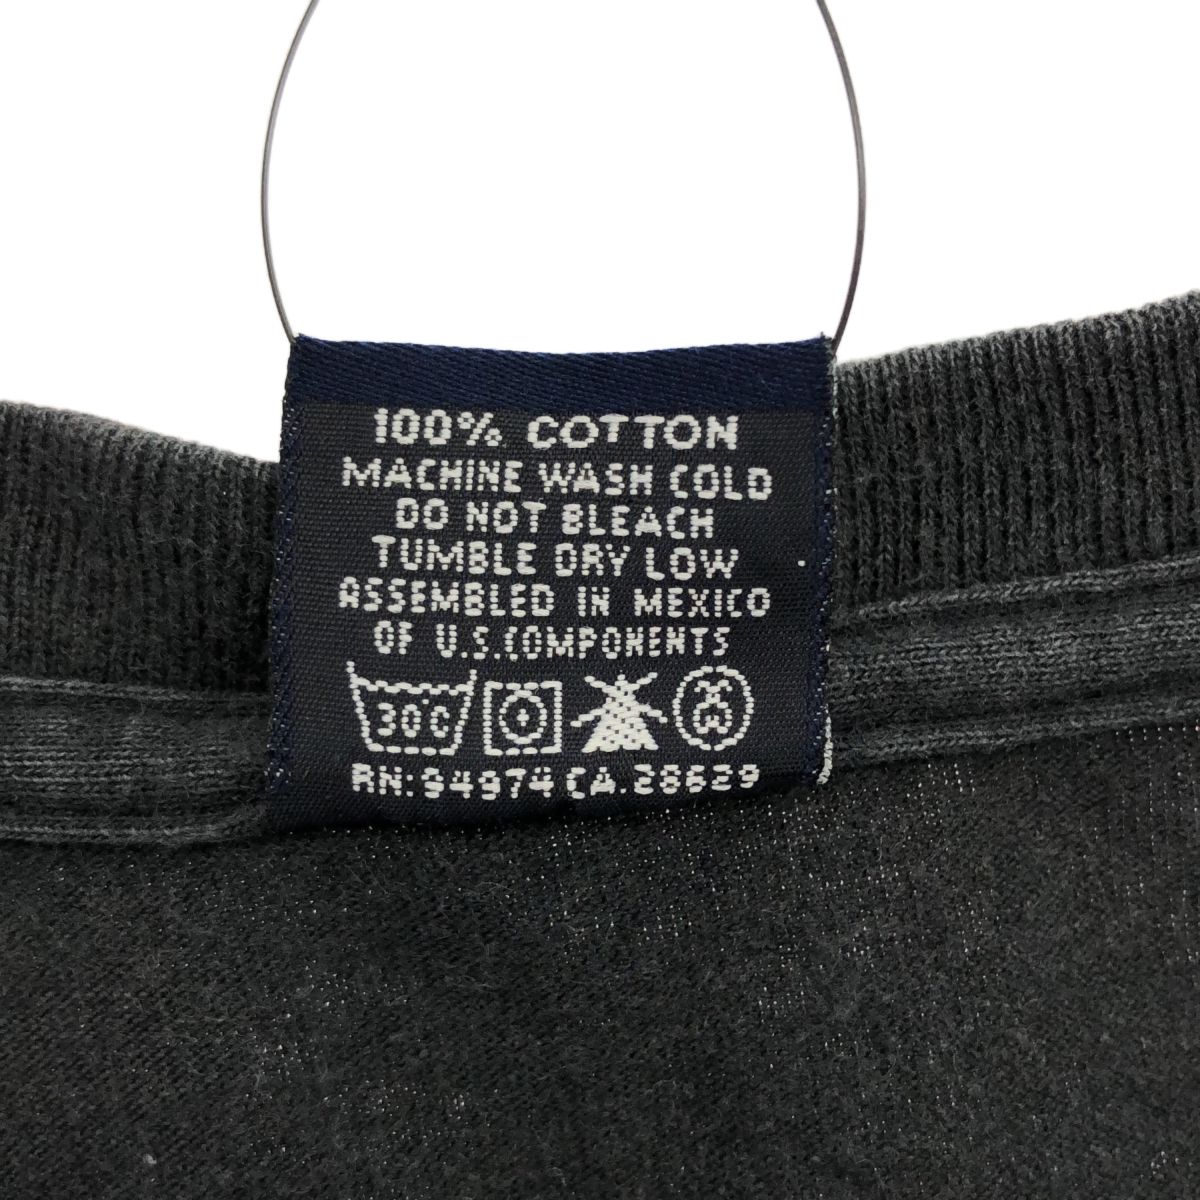 100% COTTON
MACHINE WASH COLD
DO NOT BLEACH
TUMBLE DRY LOW
ASSEMBLED IN MEXICO
OF U.S.COMPONENTS
30C
RN:94974 CA.28629